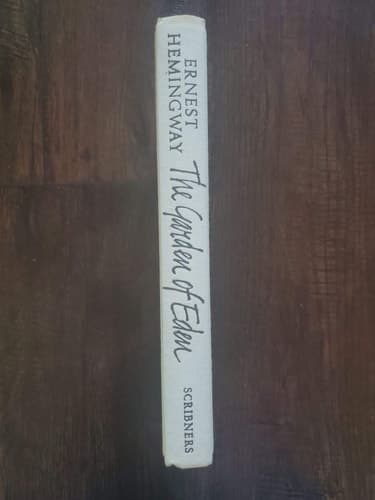 ERNEST
HEMINGWAY
The Garden of Eden
SCRIBNERS